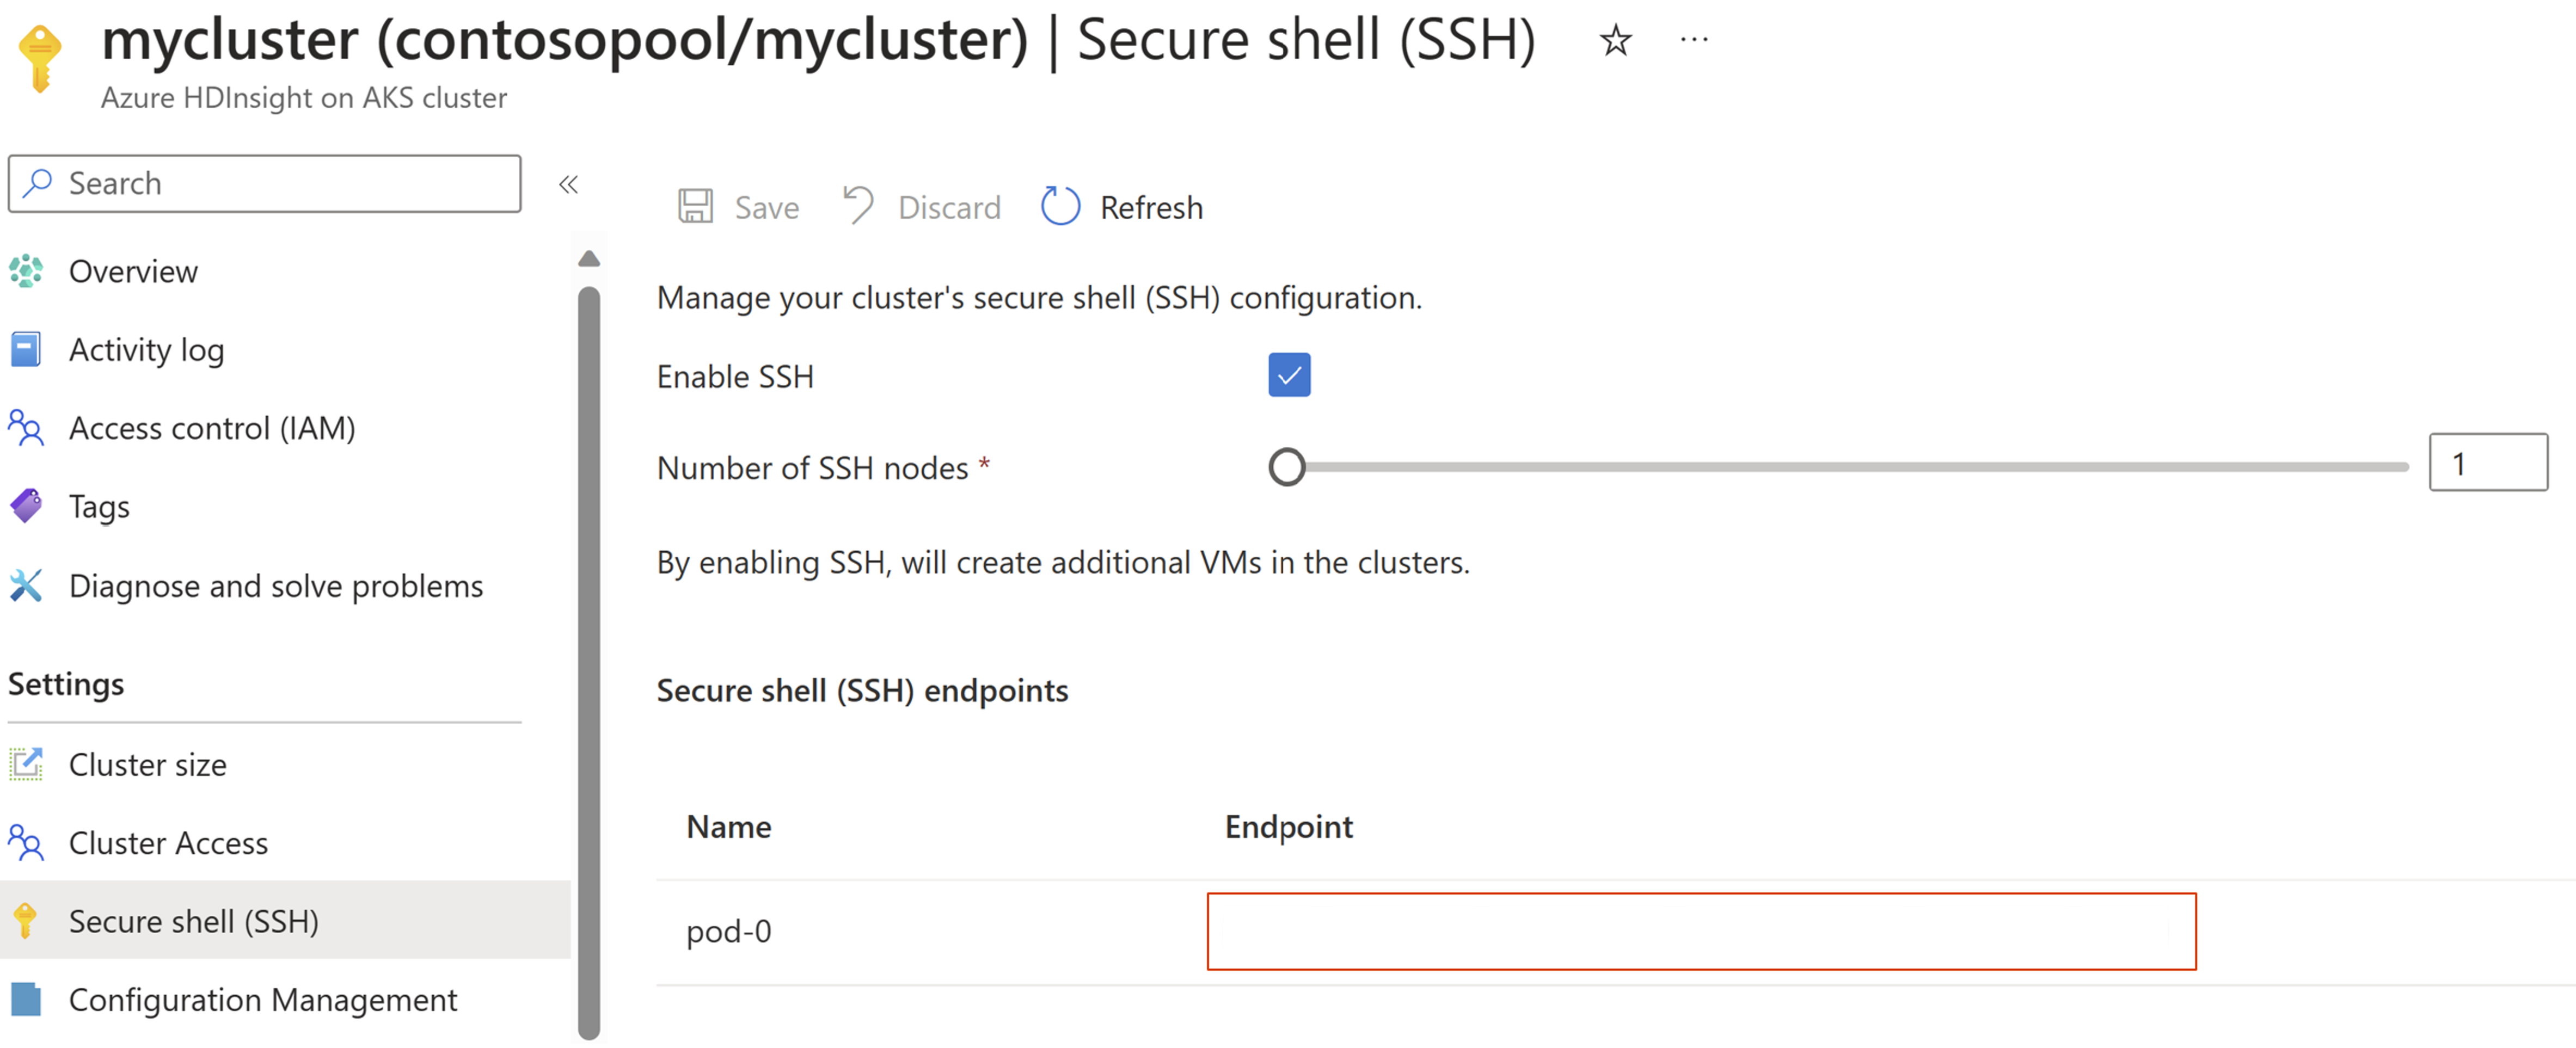 mycluster (contosopool/mycluster) | Secure shell (SSH)
Azure HDInsight on AKS cluster
Search
Save Discard Refresh
Overview
Activity log
Access control (IAM)
Tags
Diagnose and solve problems
Settings
Cluster size
Cluster Access
Secure shell (SSH)
Configuration Management
Manage your cluster's secure shell (SSH) configuration.
Enable SSH
Number of SSH nodes *
1
By enabling SSH, will create additional VMs in the clusters.
Secure shell (SSH) endpoints
Name Endpoint
pod-0